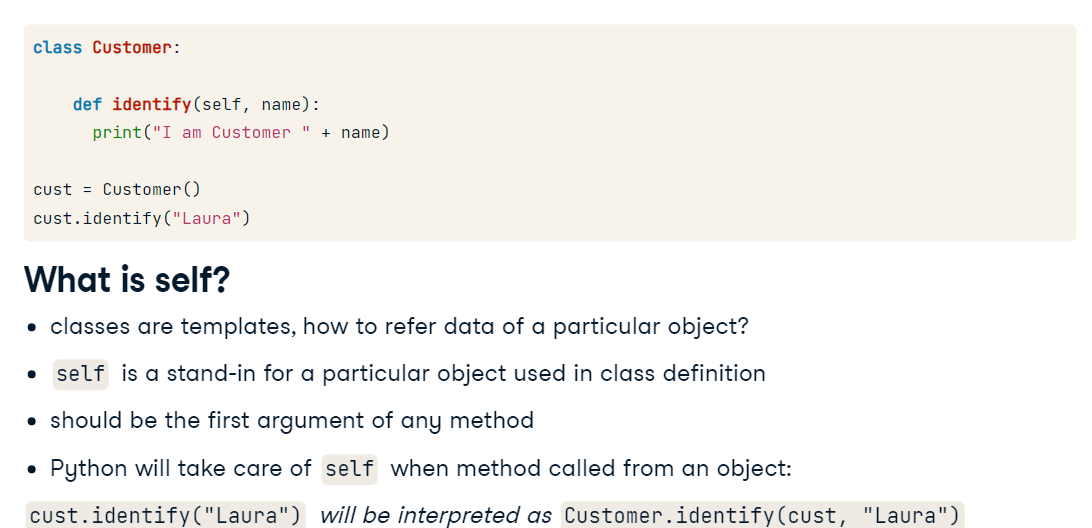 class Customer:
def identify(self, name):
print("I am Customer " + name)
cust = Customer()
cust.identify("Laura")
What is self?
• classes are templates, how to refer data of a particular object?
• self is a stand-in for a particular object used in class definition
• should be the first argument of any method
• Python will take care of self when method called from an object:
cust.identify("Laura") will be interpreted as Customer.identify(cust, "Laura")